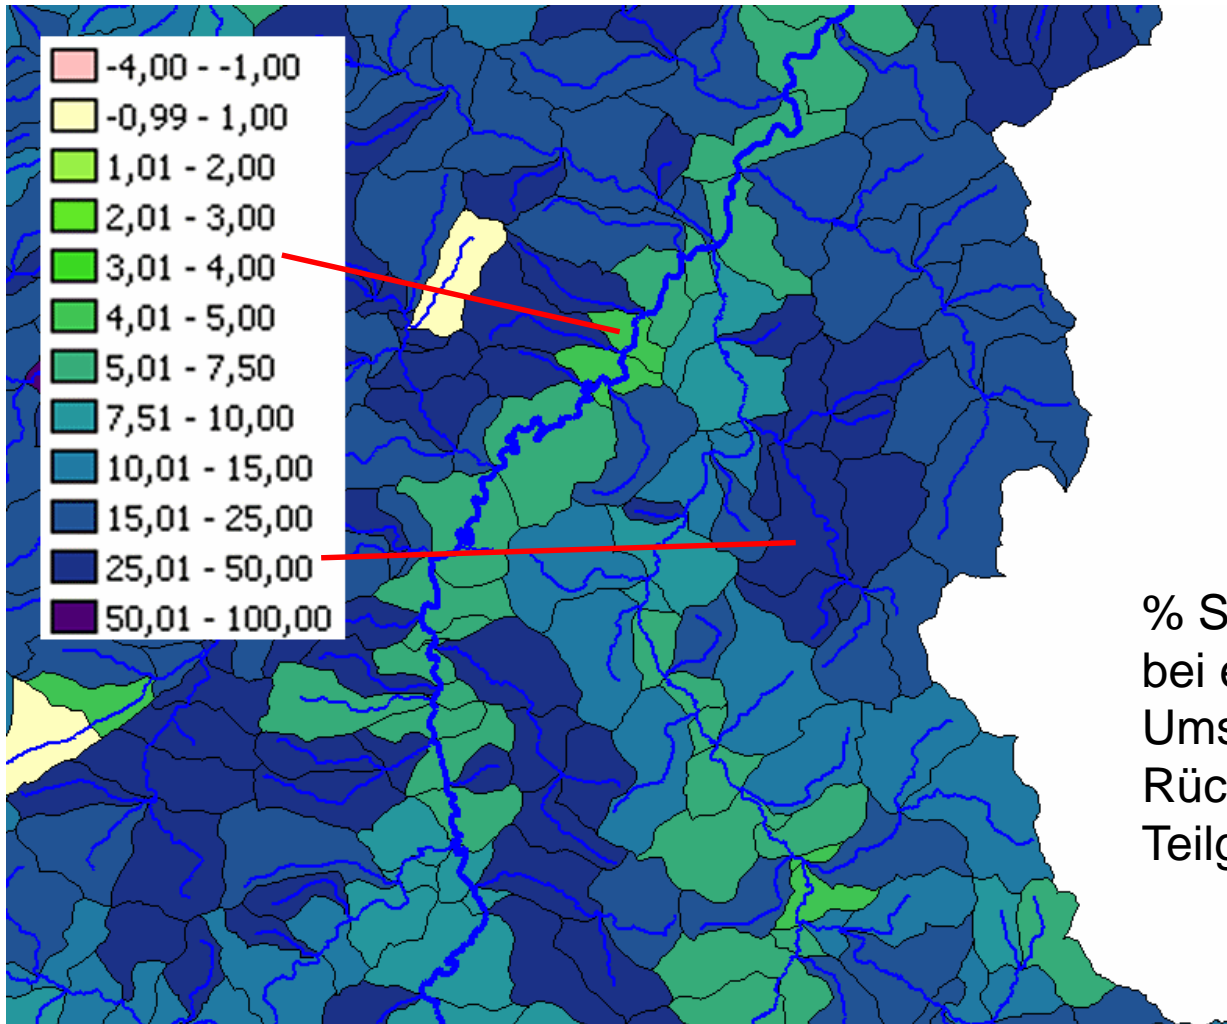 -4,00 - -1,00
-0,99 - 1,00
1,01 - 2,00
2,01 - 3,00
3,01 - 4,00
4,01 - 5,00
5,01 - 7,50
7,51 - 10,00
10,01 - 15,00
15,01 - 25,00
25,01 - 50,00
50,01 - 100,00
% S
bei e
Ums
Rüc
Teilg